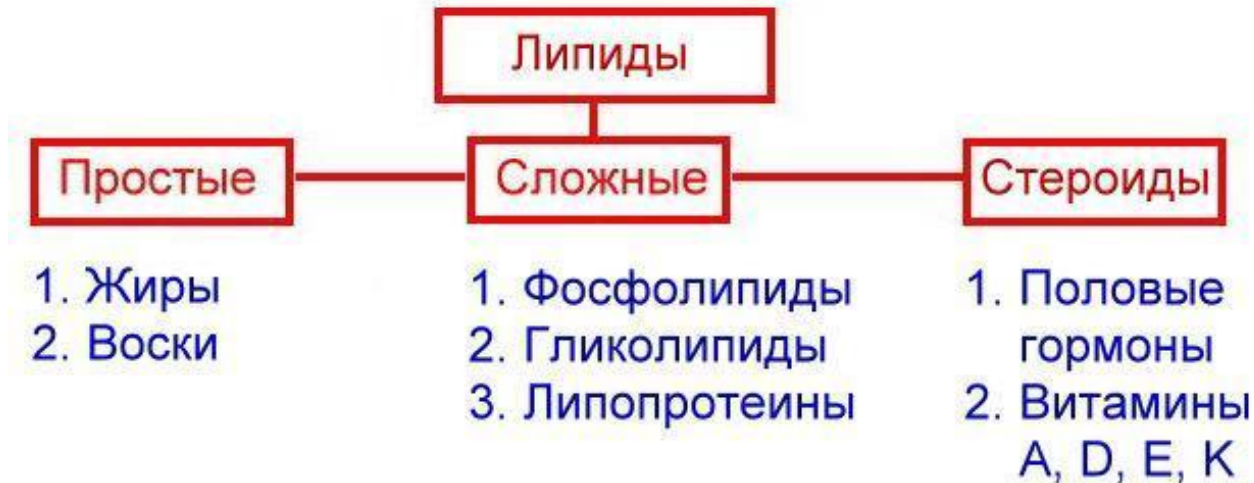 Липиды
Простые
Сложные
Стероиды
1. Жиры
2. Воски
1. Фосфолипиды
2. Гликолипиды
3. Липопротеины
1. Половые
гормоны
2. Витамины
A, D, E, K